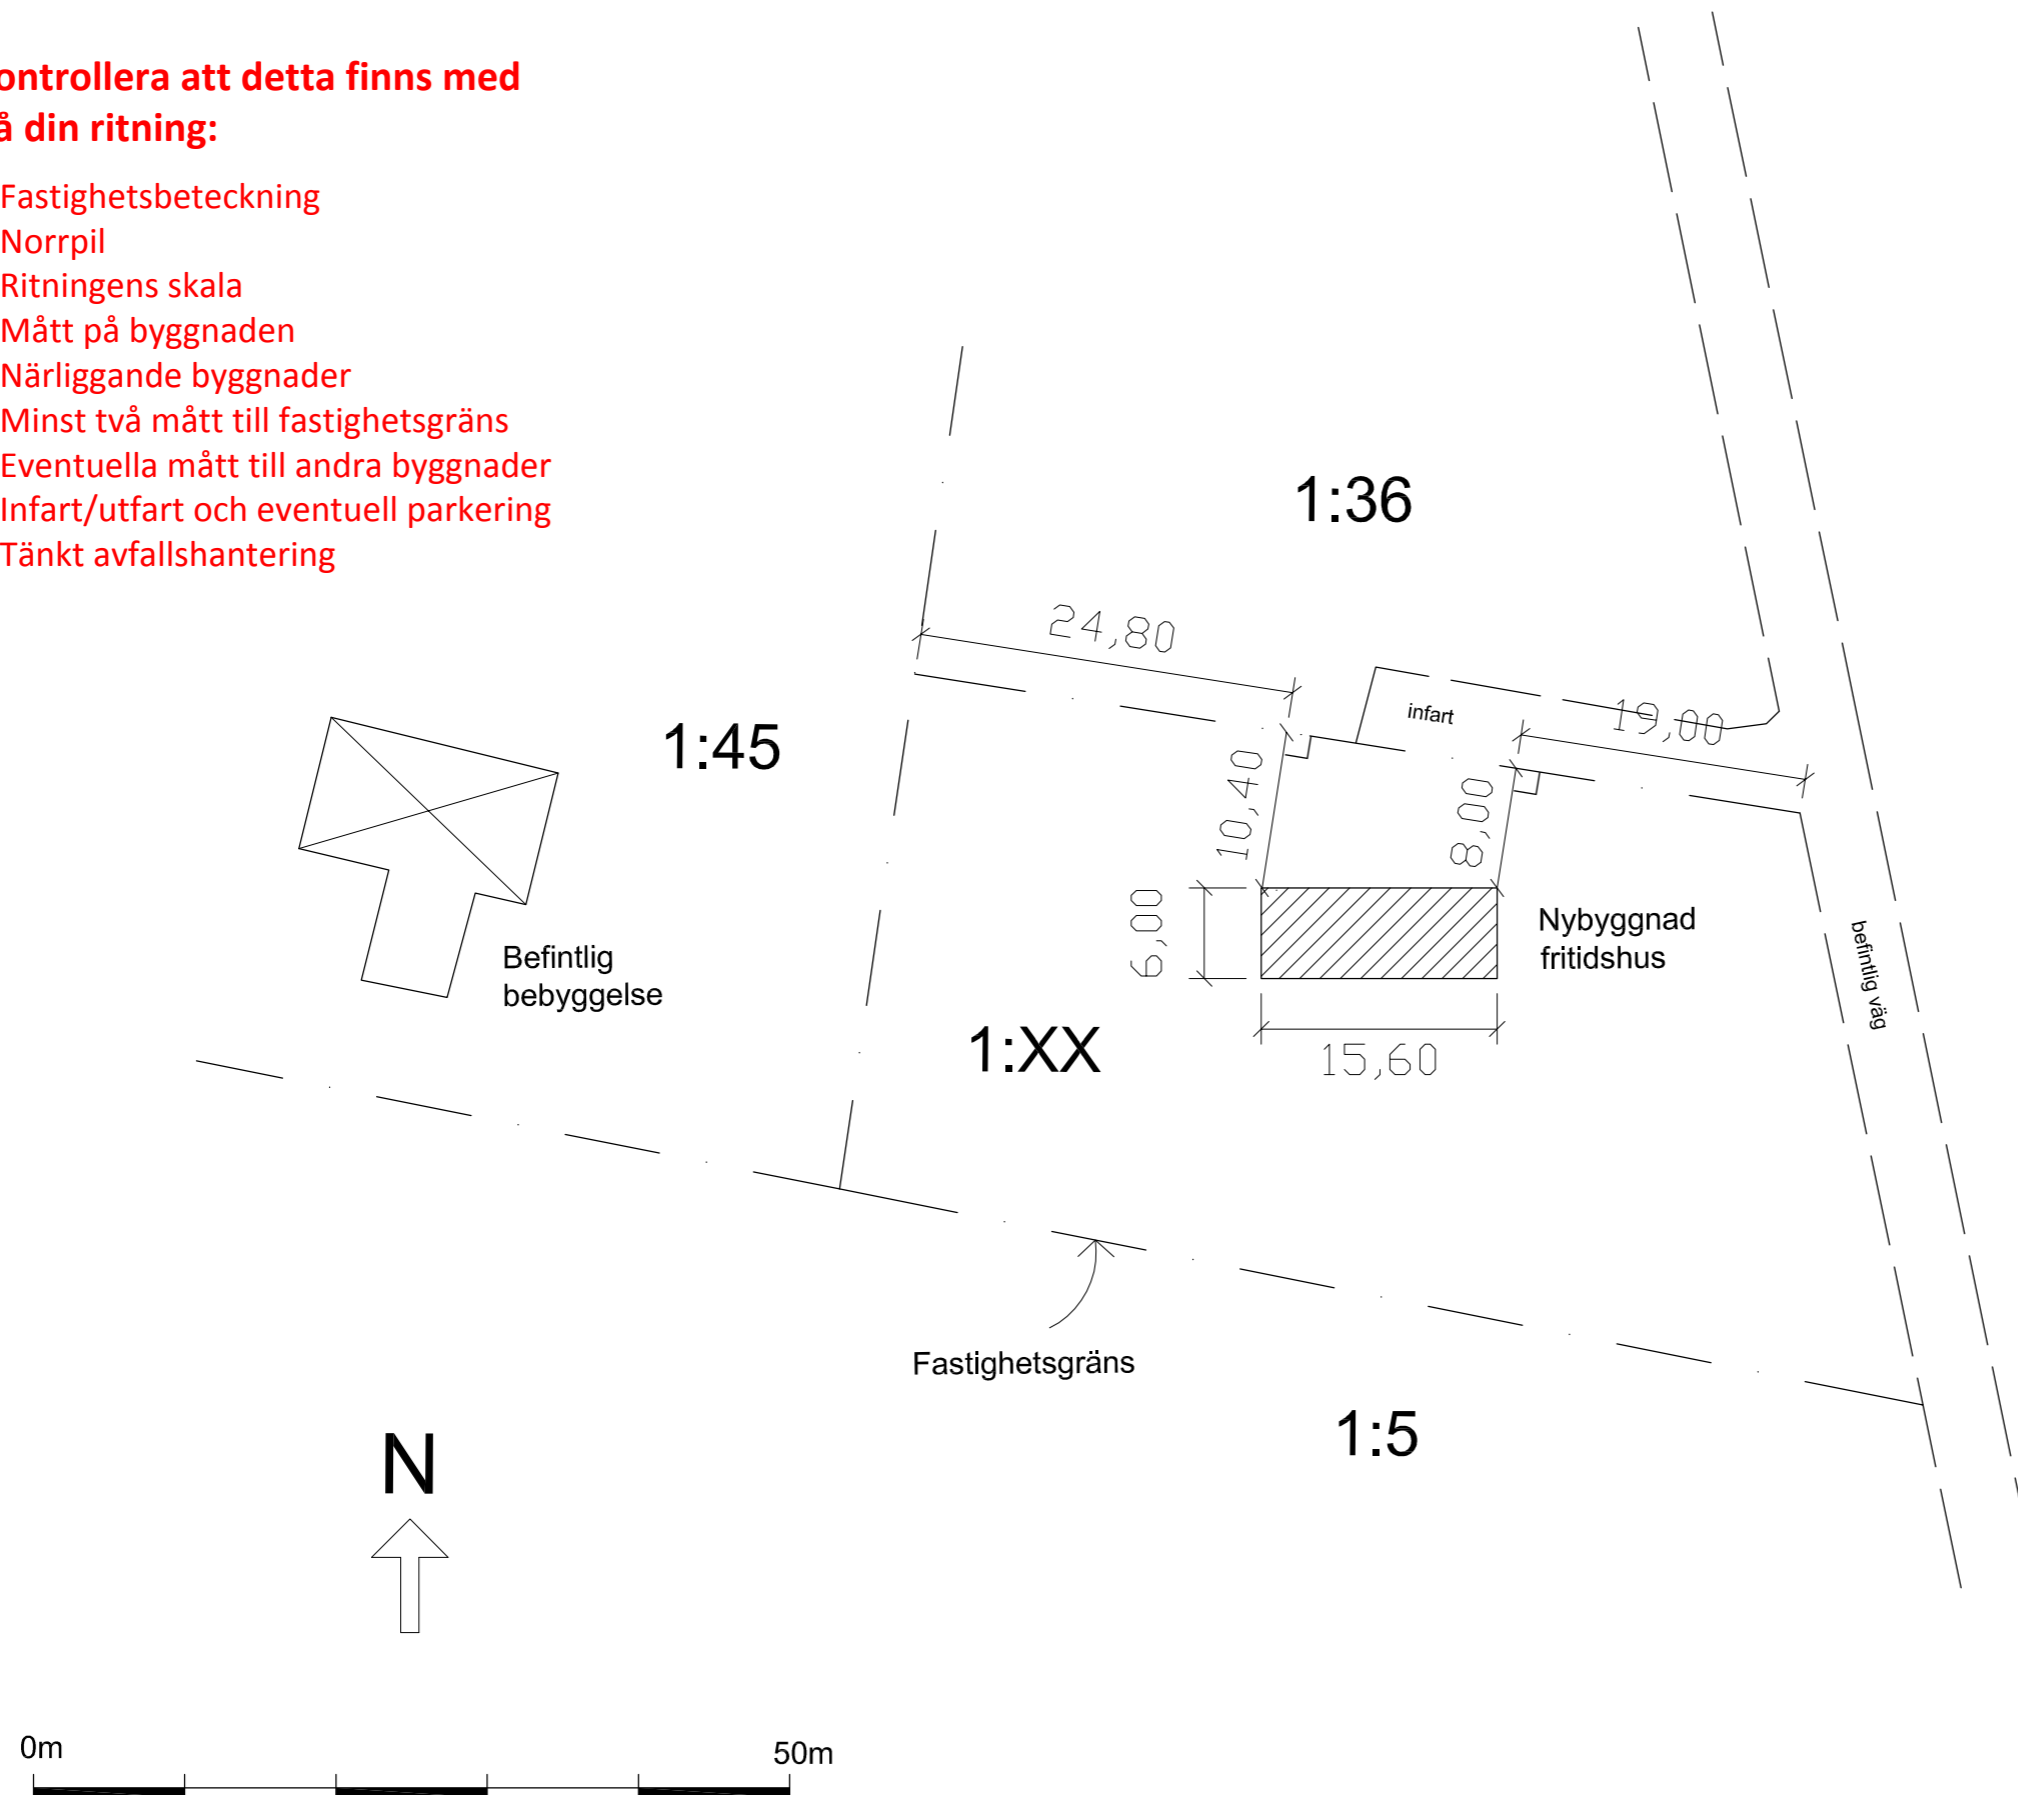 ontrollera att detta finns med
å din ritning:
Fastighetsbeteckning
Norrpil
Ritningens skala
Mått på byggnaden
Närliggande byggnader
Minst två mått till fastighetsgräns
Eventuella mått till andra byggnader
Infart/utfart och eventuell parkering
Tänkt avfallshantering
1:36
24,80
infart
19,00
1:45
10,40
8,00
6,00
Nybyggnad
fritidshus
befintlig väg
Befintlig
bebyggelse
1:XX
15,60
Fastighetsgräns
1:5
N
0m
50m